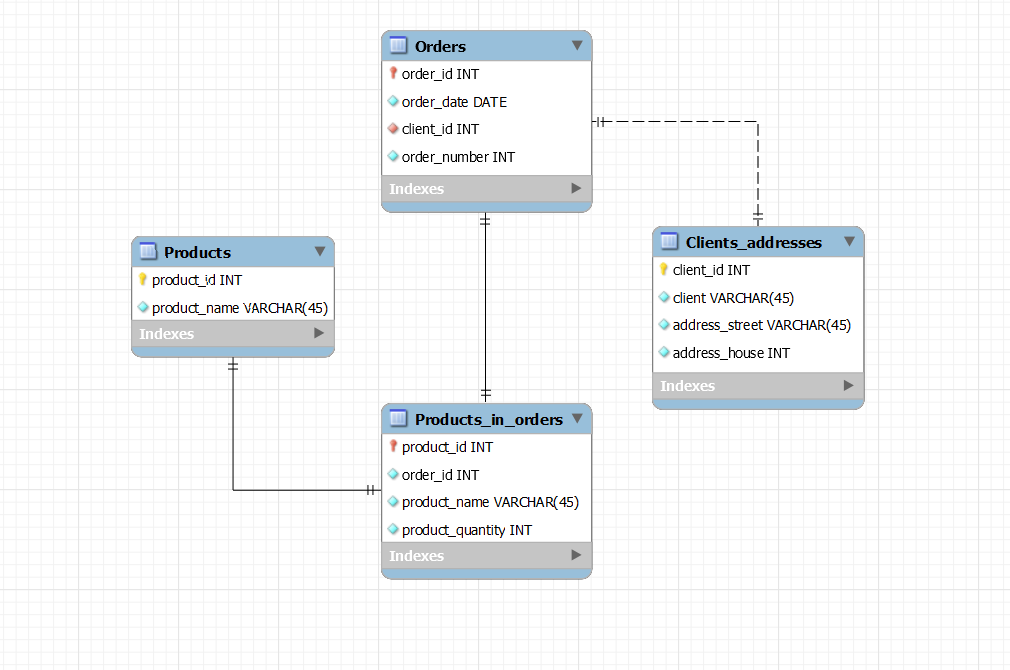 Orders
order_id INT
order_date DATE
client_id INT
order_number INT
Indexes
Products
product_id INT
product_name VARCHAR(45)
Indexes
Clients_addresses
client_id INT
client VARCHAR(45)
address_street VARCHAR(45)
address_house INT
Indexes
Products_in_orders
product_id INT
order_id INT
product_name VARCHAR(45)
product_quantity INT
Indexes